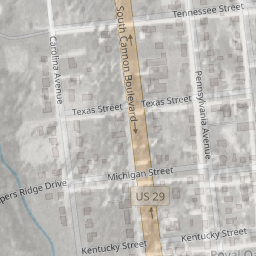 Tennessee Street
South Cannon Boulevard
Carolina Avenue
Pennsylvania Avenue
Texas Street
Texas Street
Michigan Street
pers Ridge Drive
US 29
Kentucky Street
Kentucky Street
Royal O